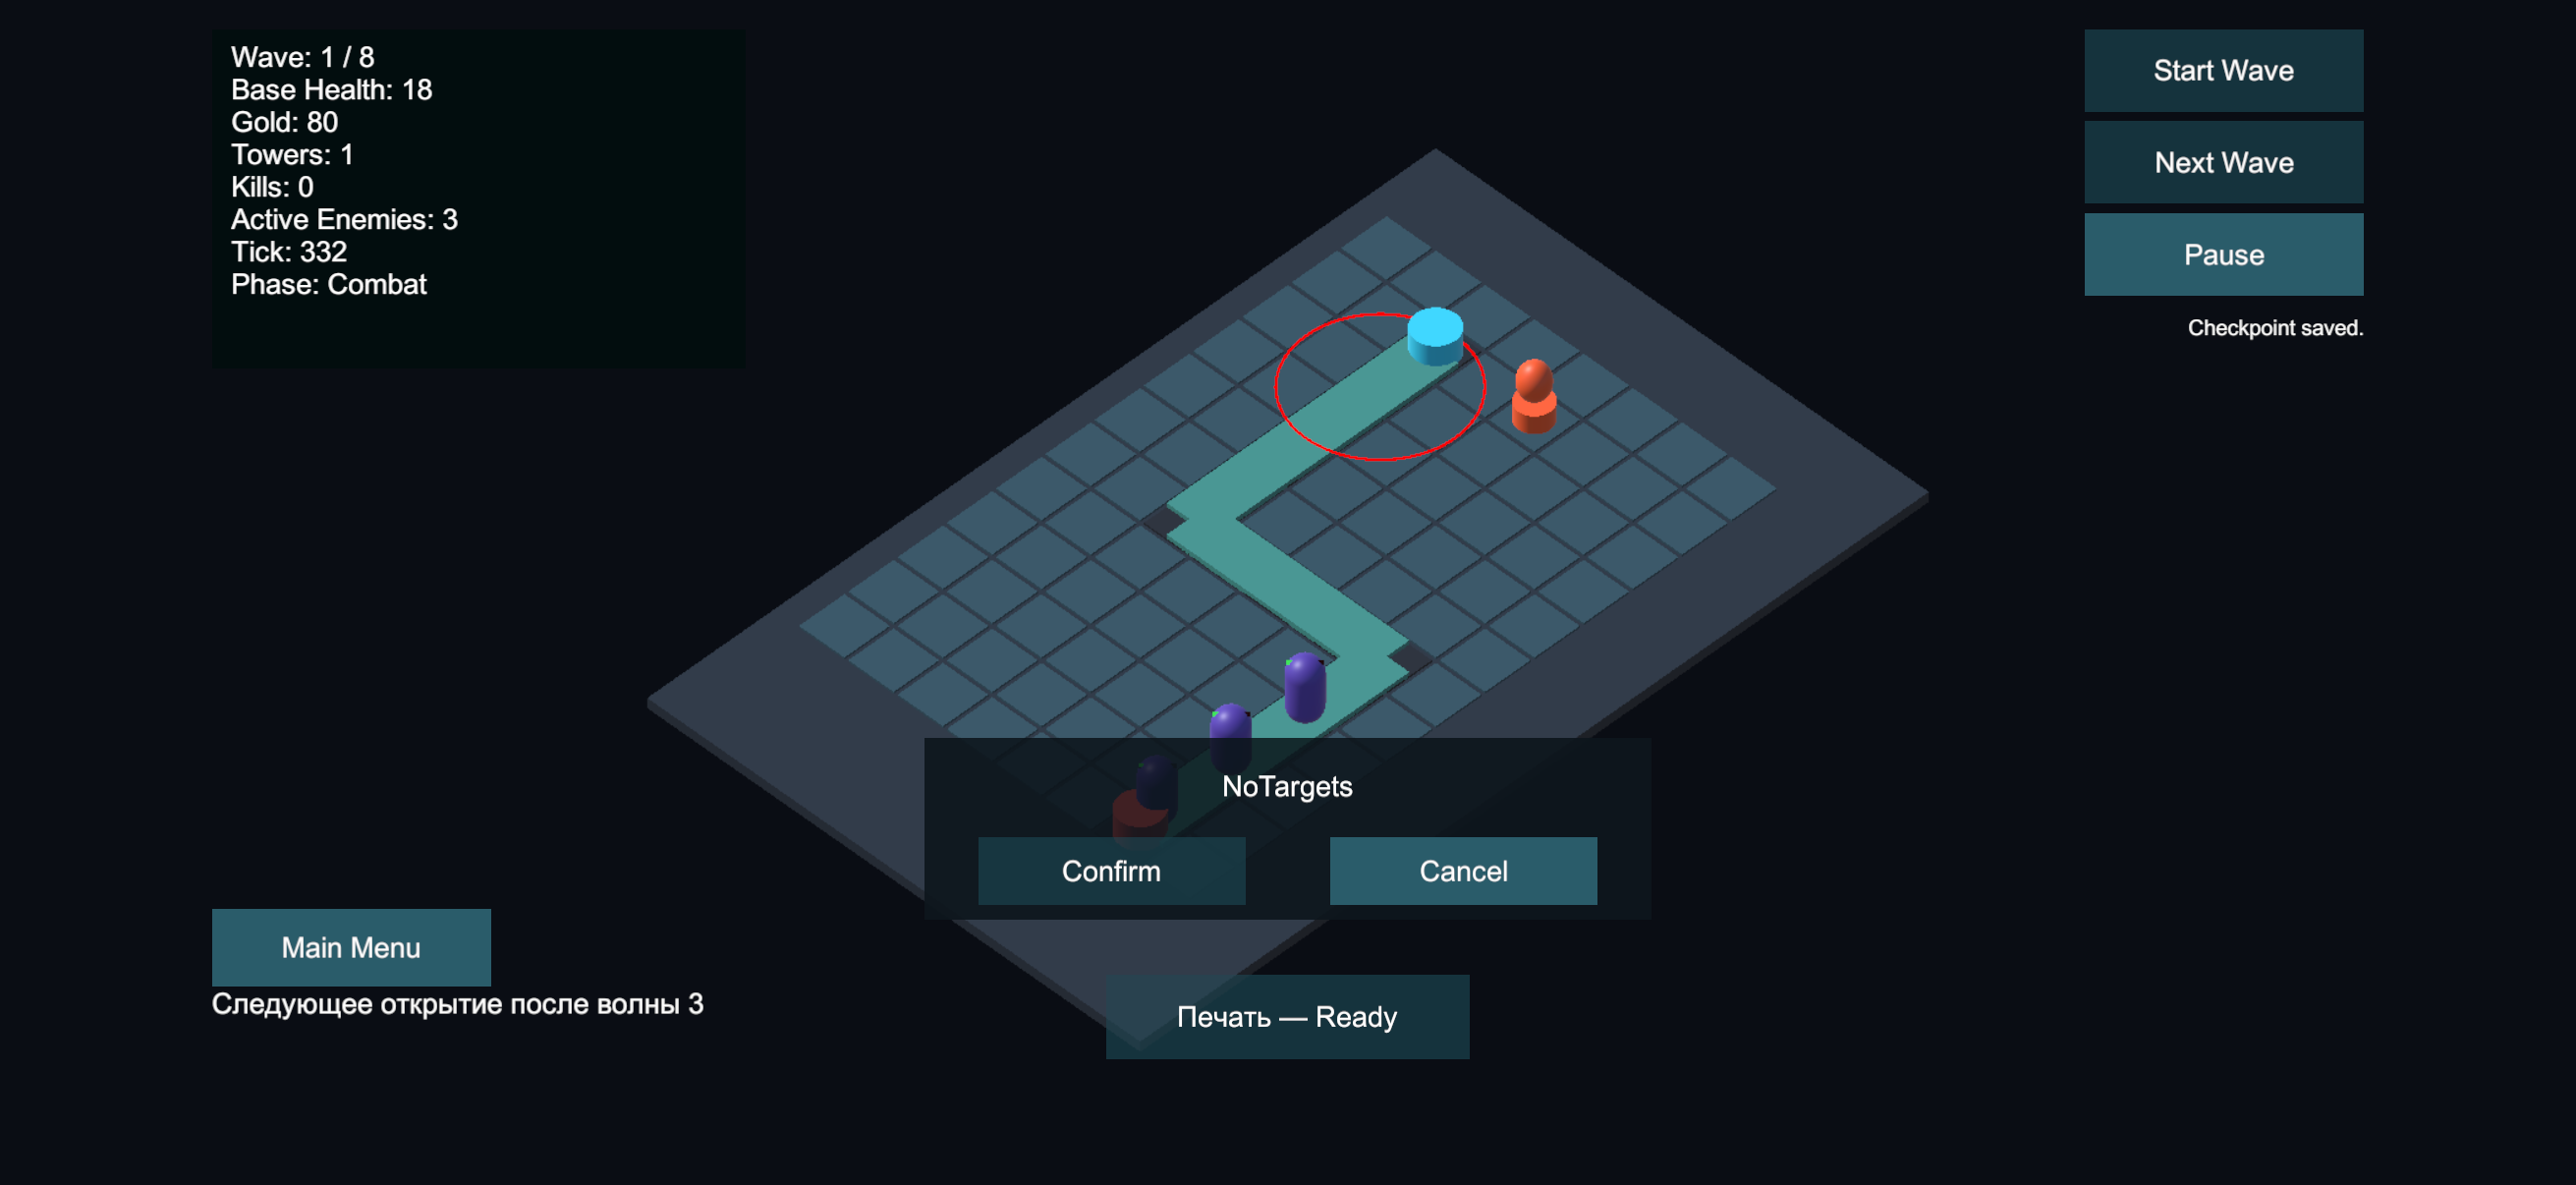 Wave: 1 / 8
Base Health: 18
Gold: 80
Towers: 1
Kills: 0
Active Enemies: 3
Tick: 332
Phase: Combat
Start Wave
Next Wave
Pause
Checkpoint saved.
NoTargets
Confirm
Cancel
Main Menu
Следующее открытие после волны 3
Печать — Ready